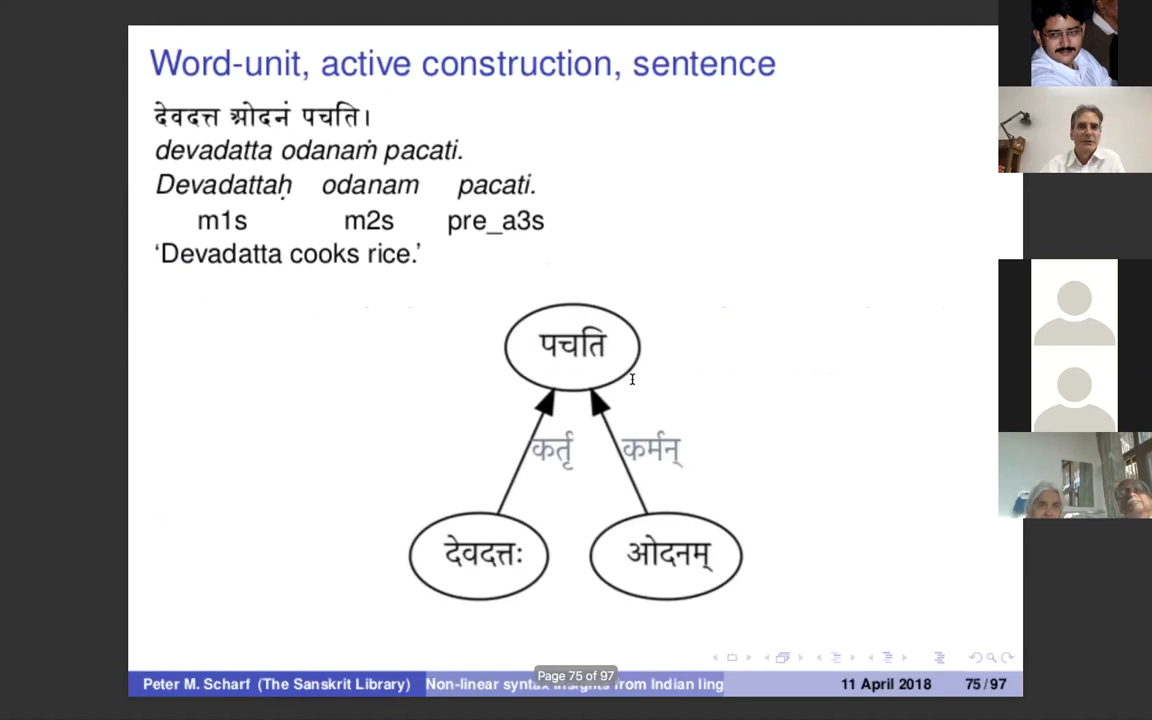 Word-unit, active construction, sentence
देवदत्त ओदनं पचति।
devadatta odanaṁ pacati.
Devadattaḥ odanam pacati.
m1s m2s pre_a3s
‘Devadatta cooks rice.’
पचति
कर्तृ कर्मन्
देवदत्तः ओदनम्
Page 75 of 97
Peter M. Scharf (The Sanskrit Library) Non-linear syntax insights from Indian ling 11 April 2018 75/97